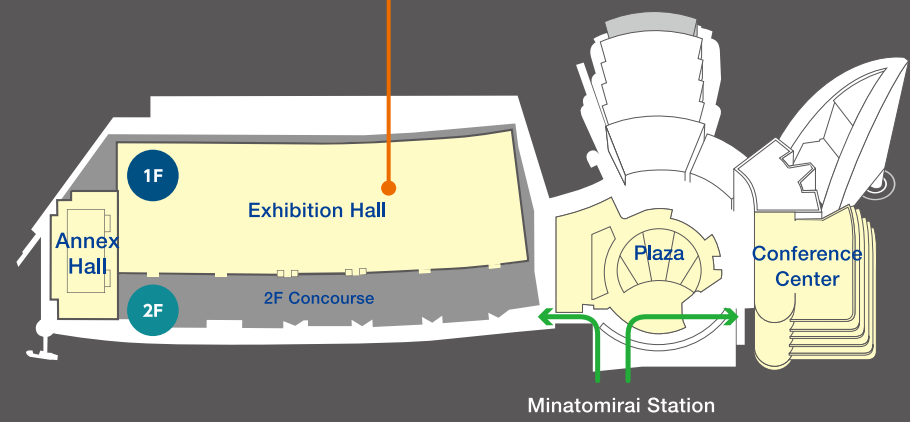 1F
Exhibition Hall
Annex
Hall
2F
2F Concourse
Plaza
Conference
Center
Minatomirai Station